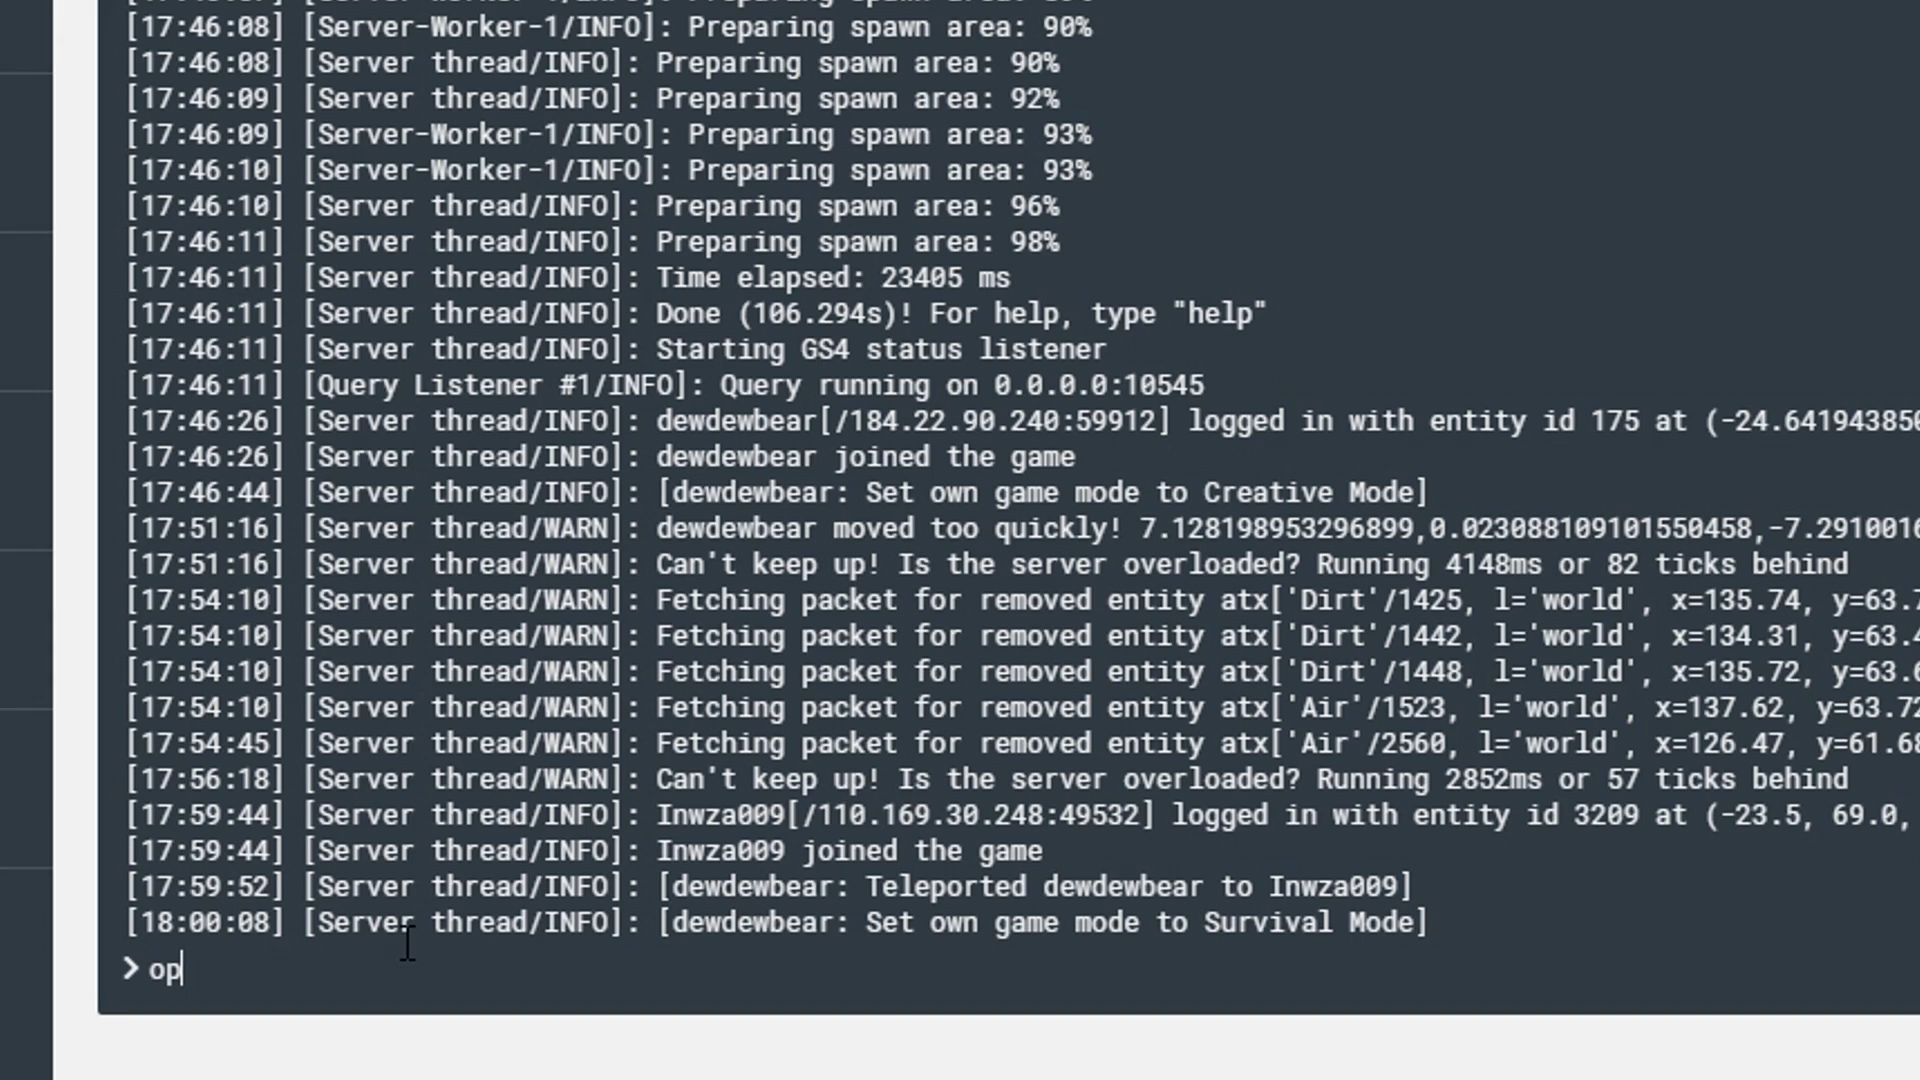 [17:46:08] [Server-Worker-1/INFO]: Preparing spawn area: 90%
[17:46:08] [Server thread/INFO]: Preparing spawn area: 90%
[17:46:09] [Server thread/INFO]: Preparing spawn area: 92%
[17:46:09] [Server-Worker-1/INFO]: Preparing spawn area: 93%
[17:46:10] [Server-Worker-1/INFO]: Preparing spawn area: 93%
[17:46:10] [Server thread/INFO]: Preparing spawn area: 96%
[17:46:11] [Server thread/INFO]: Preparing spawn area: 98%
[17:46:11] [Server thread/INFO]: Time elapsed: 23405 ms
[17:46:11] [Server thread/INFO]: Done (106.294s)! For help, type "help"
[17:46:11] [Server thread/INFO]: Starting GS4 status listener
[17:46:11] [Query Listener #1/INFO]: Query running on 0.0.0.0:10545
[17:46:26] [Server thread/INFO]: dewdewbear[/184.22.90.240:59912] logged in with entity id 175 at (-24.641943850
[17:46:26] [Server thread/INFO]: dewdewbear joined the game
[17:46:44] [Server thread/INFO]: [dewdewbear: Set own game mode to Creative Mode]
[17:51:16] [Server thread/WARN]: dewdewbear moved too quickly! 7.128198953296899,0.023088109101550458,-7.2910016
[17:51:16] [Server thread/WARN]: Can't keep up! Is the server overloaded? Running 4148ms or 82 ticks behind
[17:54:10] [Server thread/WARN]: Fetching packet for removed entity atx['Dirt'/1425, l='world', x=135.74, y=63.7
[17:54:10] [Server thread/WARN]: Fetching packet for removed entity atx['Dirt'/1442, l='world', x=134.31, y=63.4
[17:54:10] [Server thread/WARN]: Fetching packet for removed entity atx['Dirt'/1448, l='world', x=135.72, y=63.6
[17:54:10] [Server thread/WARN]: Fetching packet for removed entity atx['Air'/1523, l='world', x=137.62, y=63.72
[17:54:45] [Server thread/WARN]: Fetching packet for removed entity atx['Air'/2560, l='world', x=126.47, y=61.68
[17:56:18] [Server thread/WARN]: Can't keep up! Is the server overloaded? Running 2852ms or 57 ticks behind
[17:59:44] [Server thread/INFO]: Inwza009[/110.169.30.248:49532] logged in with entity id 3209 at (-23.5, 69.0,
[17:59:44] [Server thread/INFO]: Inwza009 joined the game
[17:59:52] [Server thread/INFO]: [dewdewbear: Teleported dewdewbear to Inwza009]
[18:00:08] [Server thread/INFO]: [dewdewbear: Set own game mode to Survival Mode]
> op